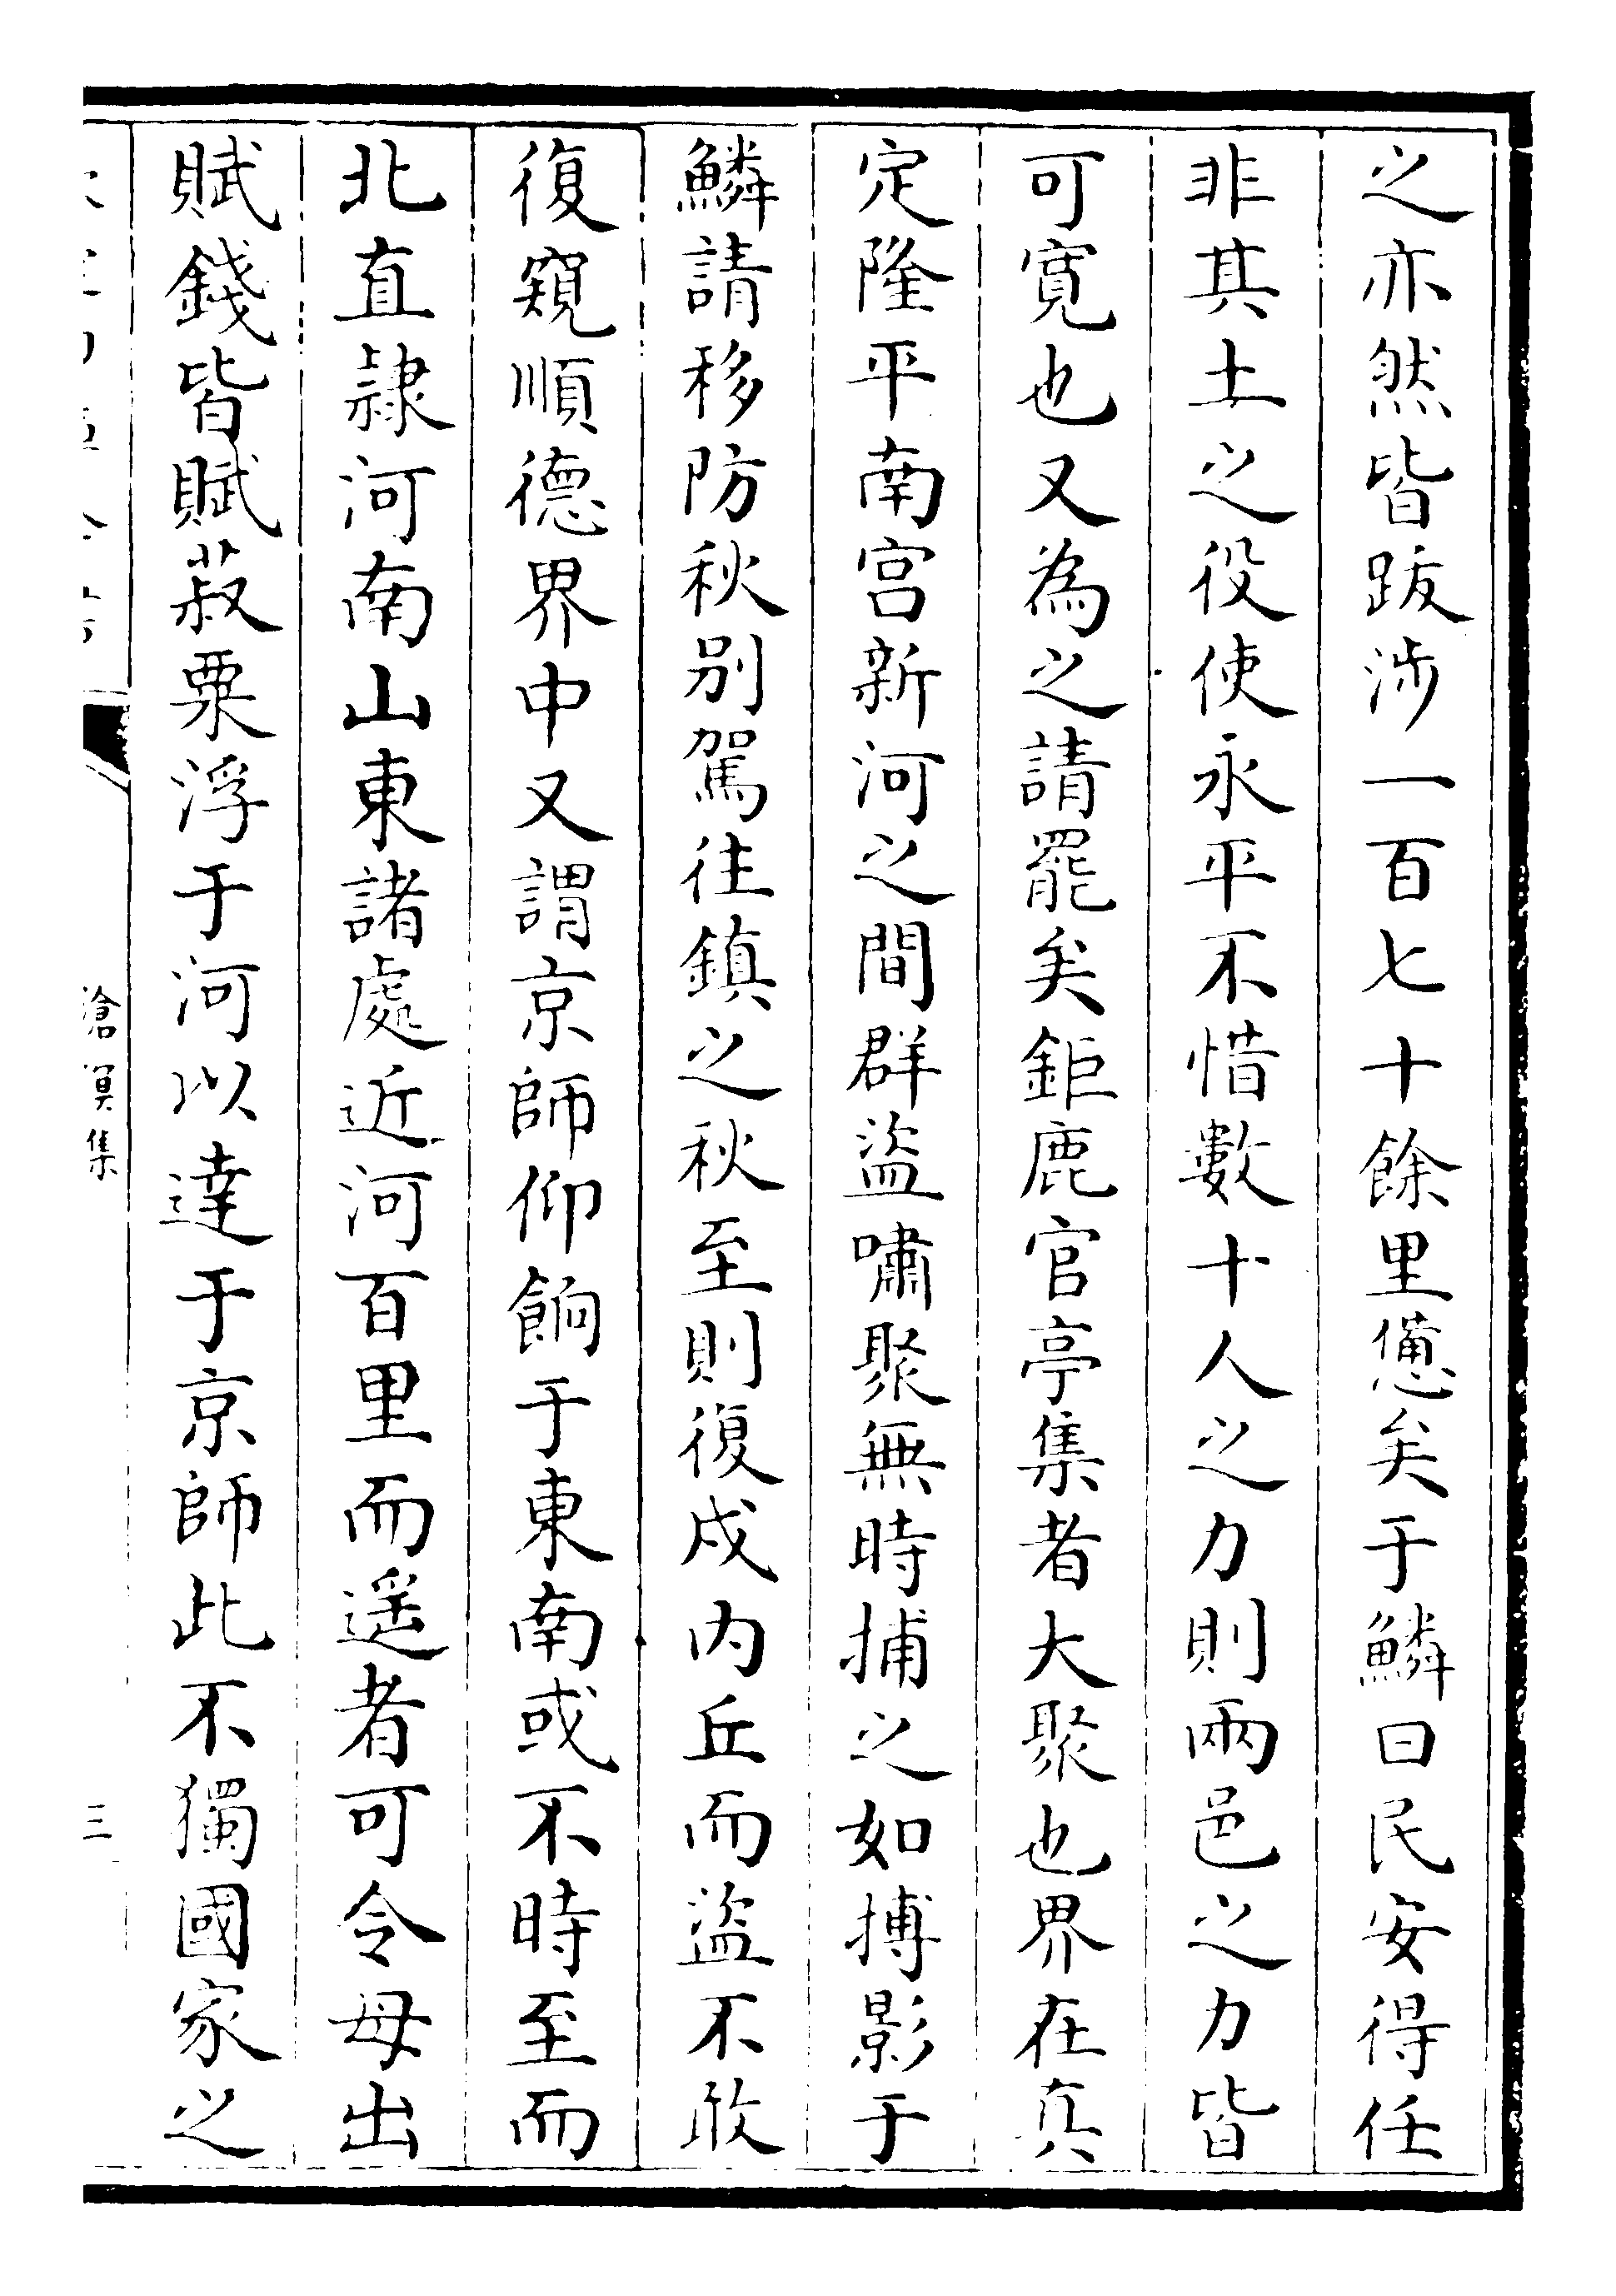 之亦然皆跋涉一百七十餘里憊矣于鱗曰民安得任
非其土之役使永平不惜數十人之力則兩邑之力皆
可寛也又為之請罷矣鉅鹿官亭集者大聚也界在真
定隆平南宫新河之間群盜嘯聚無時捕之如搏影于
鱗請移防秋别駕往鎮之秋至則復戍内丘而盜不敢
復窺順德界中又謂京師仰餉于東南或不時至而
北直隷河南山東諸處近河百里而遥者可令毋出
賦錢皆賦菽粟浮于河以達于京師此不獨國家之
滄溟集
三